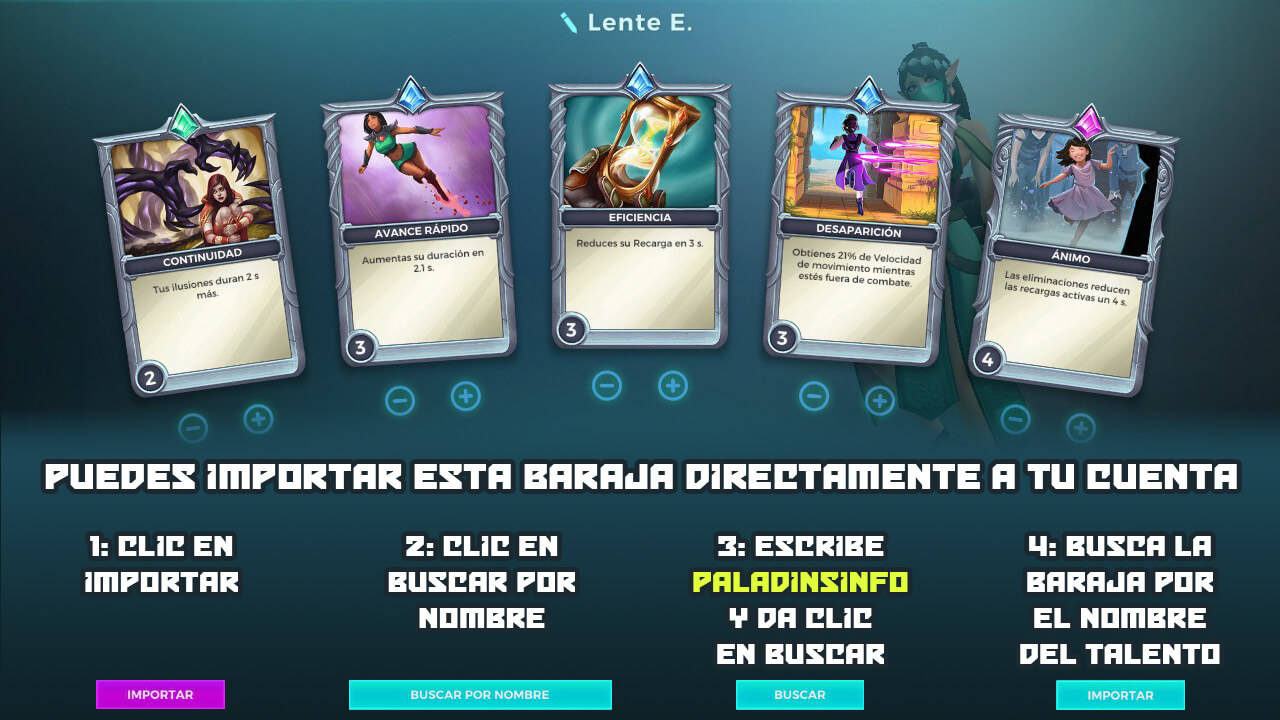 Lente E.
CONTINUIDAD
Tus ilusiones duran 2 s
más.
2
AVANCE RÁPIDO
Aumentas su duración en
2.1 s.
3
EFICIENCIA
Reduces su Recarga en 3 s.
3
DESAPARICIÓN
Obtienes 21% de Velocidad
de movimiento mientras
estés fuera de combate.
3
ÁNIMO
Las eliminaciones reducen
las recargas activas un 4 s.
4
PUEDES IMPORTAR ESTA BARAJA DIRECTAMENTE A TU CUENTA
1: CLIC EN
IMPORTAR
IMPORTAR
2: CLIC EN
BUSCAR POR
NOMBRE
BUSCAR POR NOMBRE
3: ESCRIBE
PALADINSINFO
Y DA CLIC
EN BUSCAR
BUSCAR
4: BUSCA LA
BARAJA POR
EL NOMBRE
DEL TALENTO
IMPORTAR